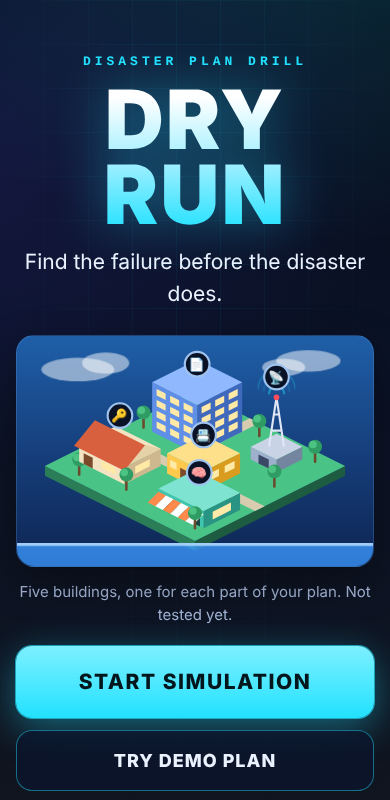 DISASTER PLAN DRILL
DRY
RUN
Find the failure before the disaster
does.
Five buildings, one for each part of your plan. Not
tested yet.
START SIMULATION
TRY DEMO PLAN